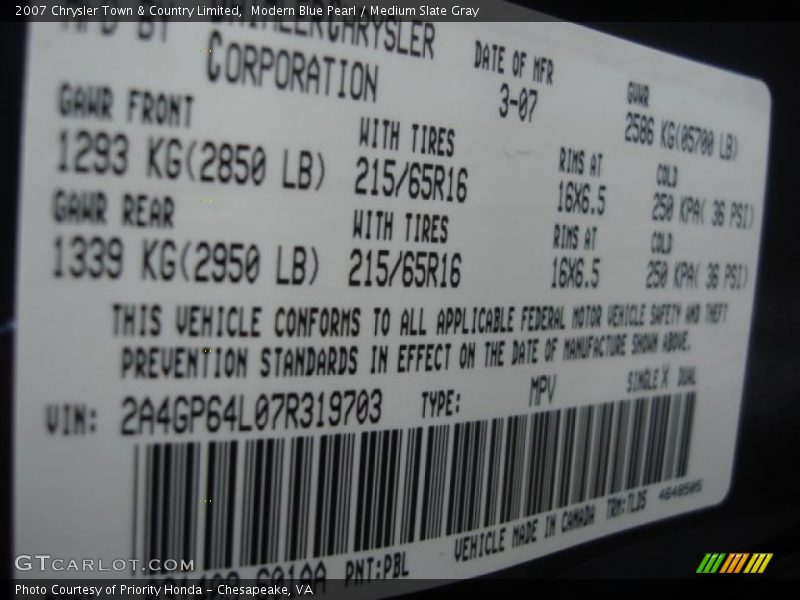 2007 Chrysler Town & Country Limited, Modern Blue Pearl / Medium Slate Gray
CORPORATION
DATE OF MFR
3-07
GVWR
2586 KG(05700 LB)
GAWR FRONT
1293 KG(2850 LB)
WITH TIRES
215/65R16
RIMS AT
16X6.5
COLD
250 KPA( 36 PSI)
GAWR REAR
1339 KG(2950 LB)
WITH TIRES
215/65R16
RIMS AT
16X6.5
COLD
250 KPA( 36 PSI)
THIS VEHICLE CONFORMS TO ALL APPLICABLE FEDERAL MOTOR VEHICLE SAFETY AND THEFT
PREVENTION STANDARDS IN EFFECT ON THE DATE OF MANUFACTURE SHOWN ABOVE.
VIN: 2A4GP64L07R319703 TYPE: MPV SINGLE X DUAL
VEHICLE MADE IN CANADA TRM:TLDS 4648505
PNT:PBL
GTCARLOT.COM
Photo Courtesy of Priority Honda - Chesapeake, VA